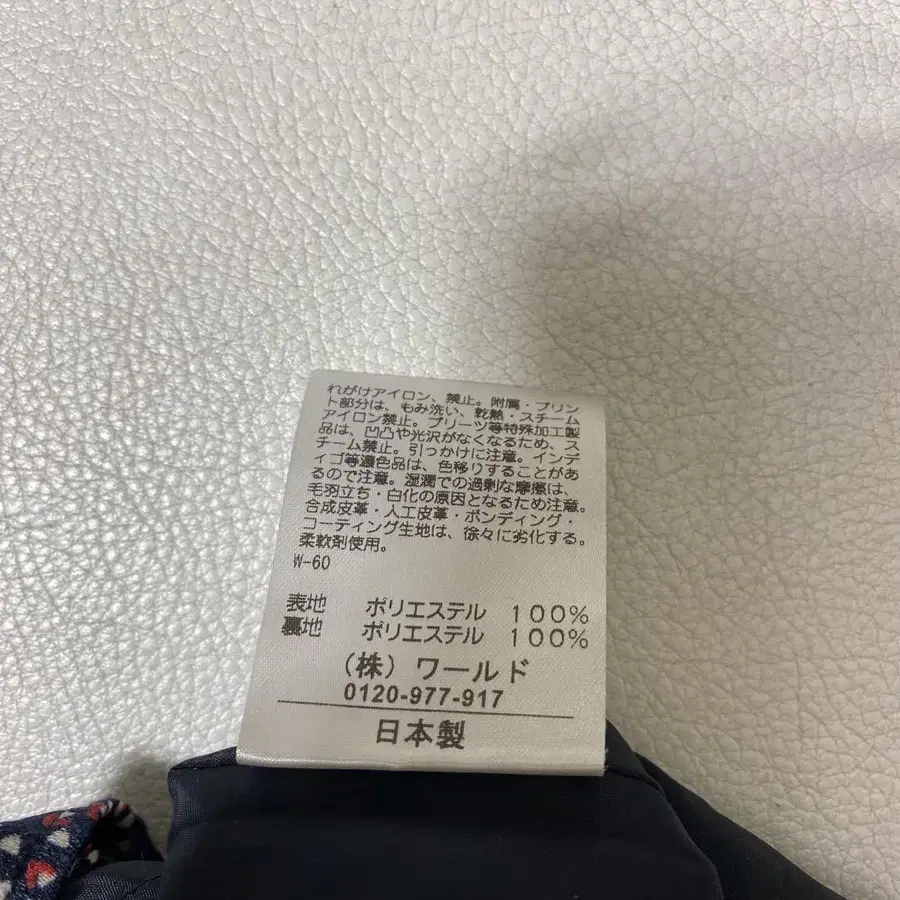 れがけアイロン、禁止。附属・プリン
ト部分は、もみ洗い、乾熱・スチーム
アイロン禁止。プリーツ等特殊加工製
品は、凹凸や光沢がなくなるため、ス
チーム禁止。引っかけに注意。インデ
ィゴ等濃色品は、色移りすることがあ
るので注意。湿潤での過剰な摩擦は、
毛羽立ち・白化の原因となるため注意。
合成皮革・人工皮革・ボンディング・
コーティング生地は、徐々に劣化する。
柔軟剤使用。
W-60
表地 ポリエステル 100%
裏地 ポリエステル 100%
(株)ワールド
0120-977-917
日本製